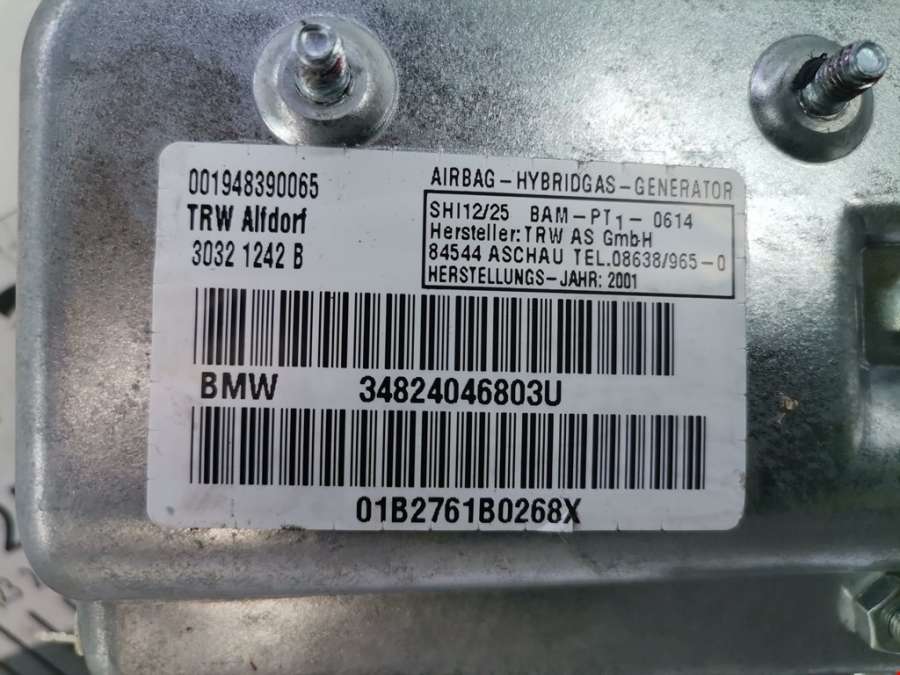 001948390065
TRW Alfdorf
3032 1242 B
AIRBAG-HYBRIDGAS-GENERATOR
SHI12/25 BAM-PT1-0614
Hersteller: TRW AS GmbH
84544 ASCHAU TEL.08638/965-0
HERSTELLUNGS-JAHR: 2001
BMW 34824046803U
01B2761B0268X